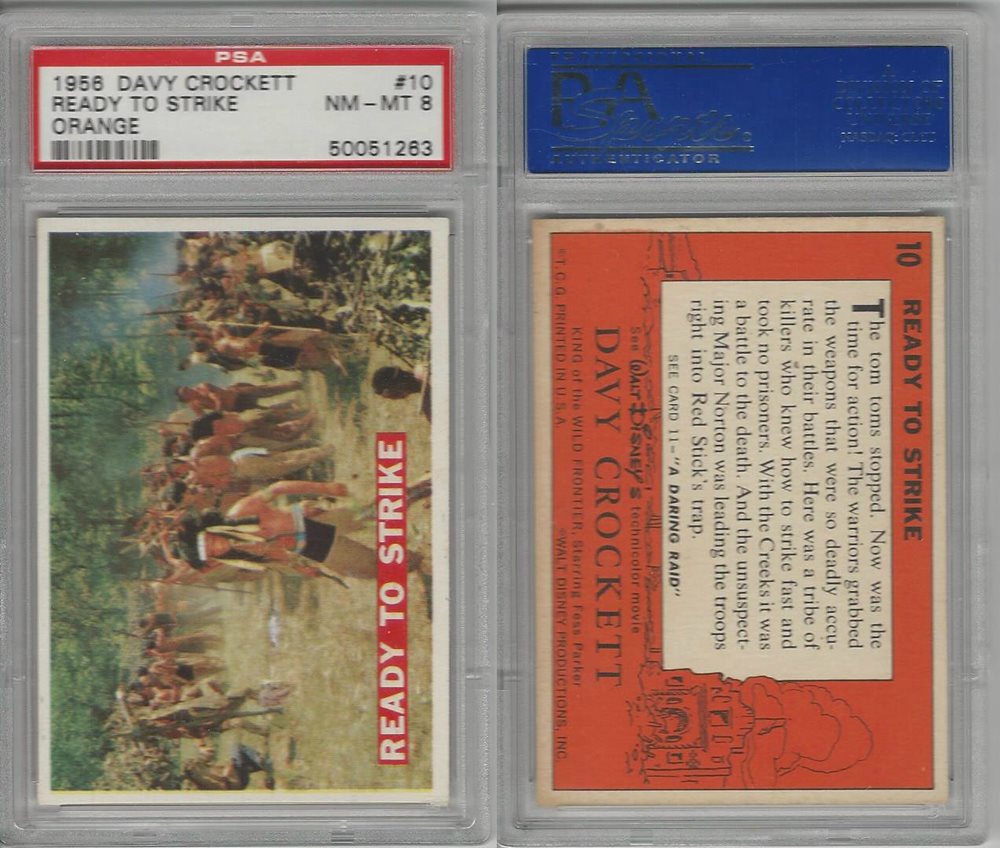 PSA
1956 DAVY CROCKETT #10
READY TO STRIKE NM-MT 8
ORANGE
50051263
READY TO STRIKE
PROFESSIONAL
PSA
Sports
AUTHENTICATOR
10 READY TO STRIKE
The tom toms stopped. Now was the
time for action! The warriors grabbed
the weapons that were so deadly accu-
rate in their battles. Here was a tribe of
killers who knew how to strike fast and
took no prisoners. With the Creeks it was
a battle to the death. And the unsuspect-
ing Major Norton was leading the troops
right into Red Stick's trap.
SEE CARD 11-"A DARING RAID"
See WALT DISNEY'S technicolor movie
DAVY CROCKETT
KING of the WILD FRONTIER, Starring Fess Parker
©WALT DISNEY PRODUCTIONS, INC.
©T.C.G. PRINTED IN U.S.A.